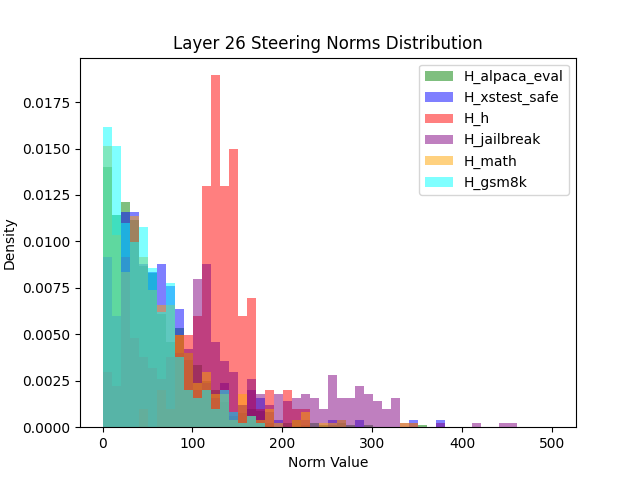 Layer 26 Steering Norms Distribution
H_alpaca_eval
H_xstest_safe
H_h
H_jailbreak
H_math
H_gsm8k
Density
0.0175
0.0150
0.0125
0.0100
0.0075
0.0050
0.0025
0.0000
0
100
200
300
400
500
Norm Value